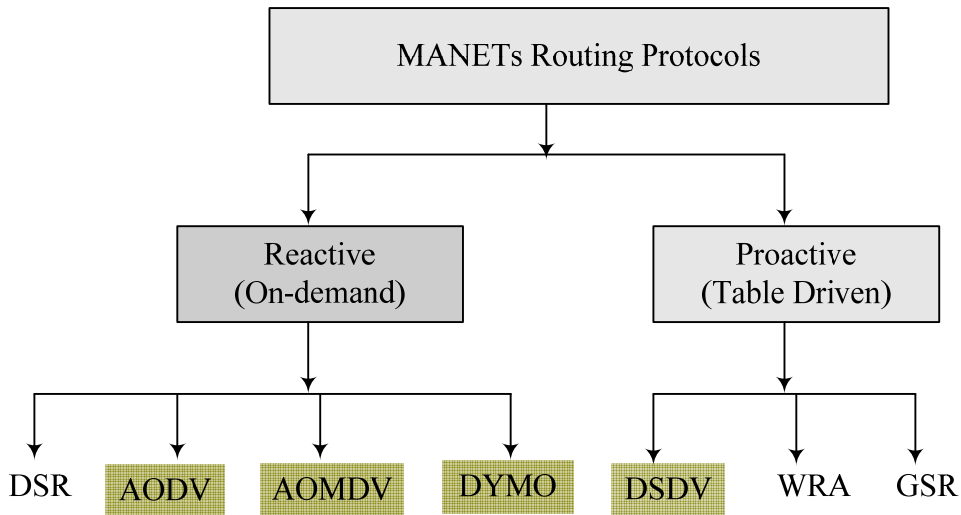 MANETs Routing Protocols
Reactive
(On-demand)
Proactive
(Table Driven)
DSR
AODV
AOMDV
DYMO
DSDV
WRA
GSR